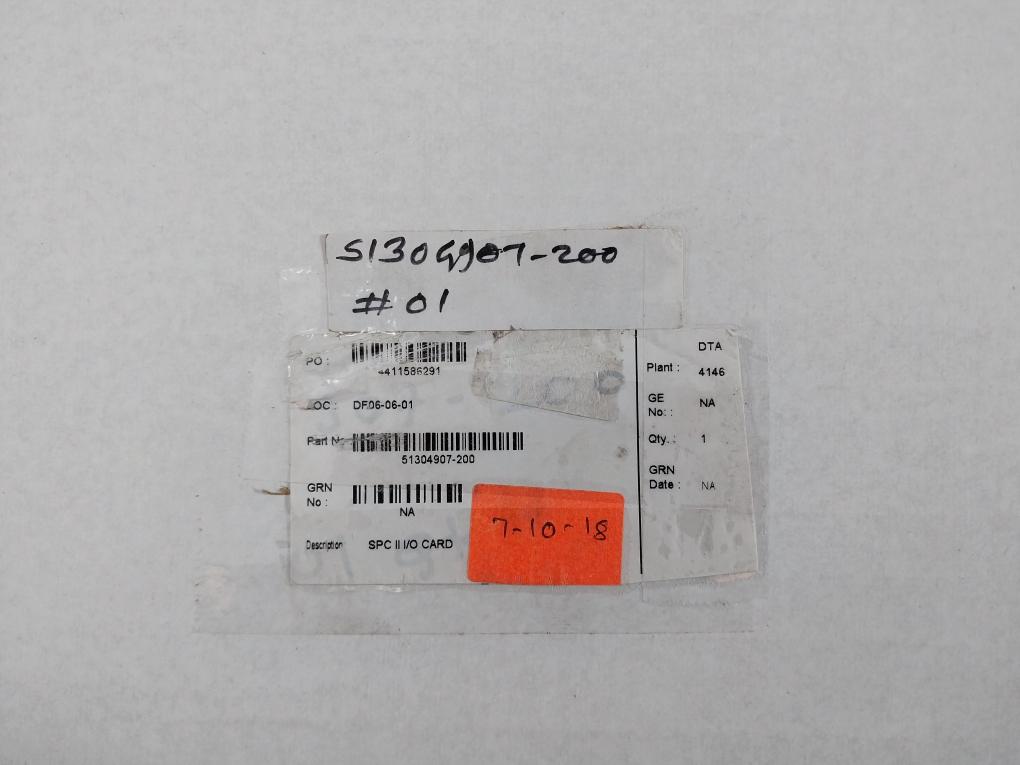 51304907-200
# 01
PO :
4411586291
LOC : DF06-06-01
Part No
51304907-200
GRN
No :
NA
Description SPC II I/O CARD
7-10-18
DTA
Plant : 4146
GE
No: : NA
Qty. : 1
GRN
Date : NA